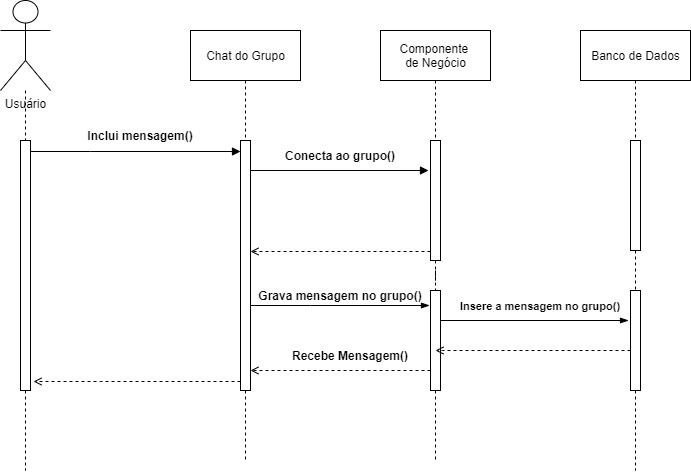 Chat do Grupo
Componente
de Negócio
Banco de Dados
Usuário
Inclui mensagem()
Conecta ao grupo()
Grava mensagem no grupo()
Insere a mensagem no grupo()
Recebe Mensagem()